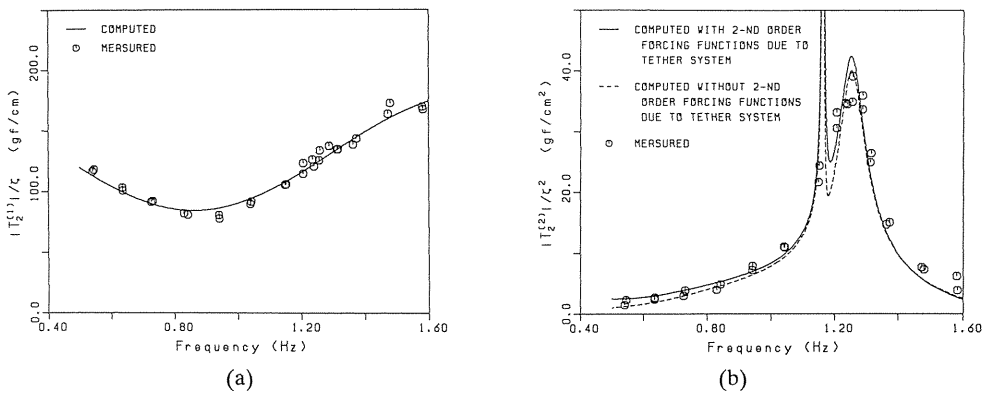 COMPUTED
MERSURED
|T₂⁽¹⁾|/ζ (gf/cm)
200.0
100.0
0.0
0.40 0.80 1.20 1.60
Frequency (Hz)
(a)
COMPUTED WITH 2-ND ORDER
FORCING FUNCTIONS DUE TO
TETHER SYSTEM
COMPUTED WITHOUT 2-ND
ORDER FORCING FUNCTIONS
DUE TO TETHER SYSTEM
MERSURED
|T₂⁽²⁾|/ζ² (gf/cm²)
40.0
20.0
0.0
0.40 0.80 1.20 1.60
Frequency (Hz)
(b)